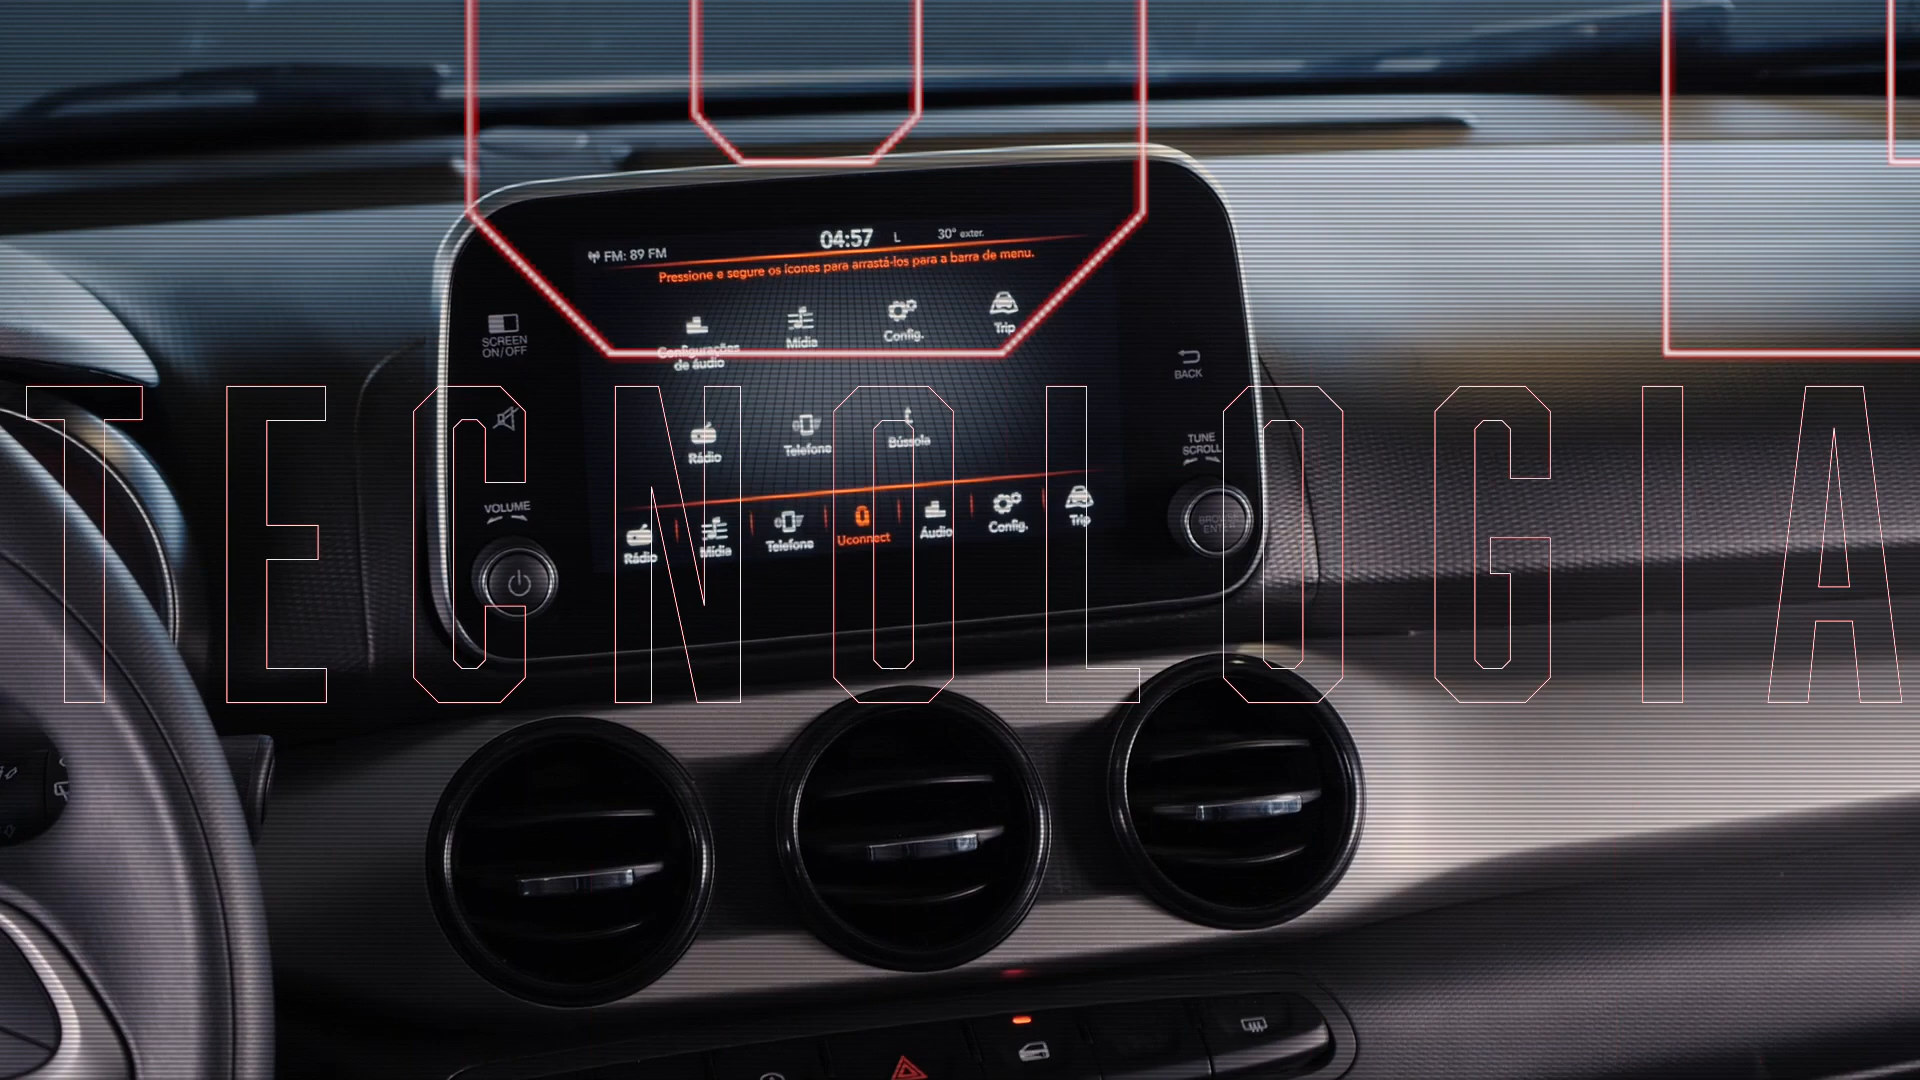 04:57 L 30° exter.
FM: 89 FM
Pressione e segure os ícones para arrastá-los para a barra de menu.
SCREEN
ON/OFF
Configurações
de áudio
Mídia
Config.
Trip
BACK
TECNOLOGIA
Rádio
Telefone
Bússola
TUNE
SCROLL
VOLUME
Rádio
Mídia
Telefone
Uconnect
Áudio
Config.
Trip